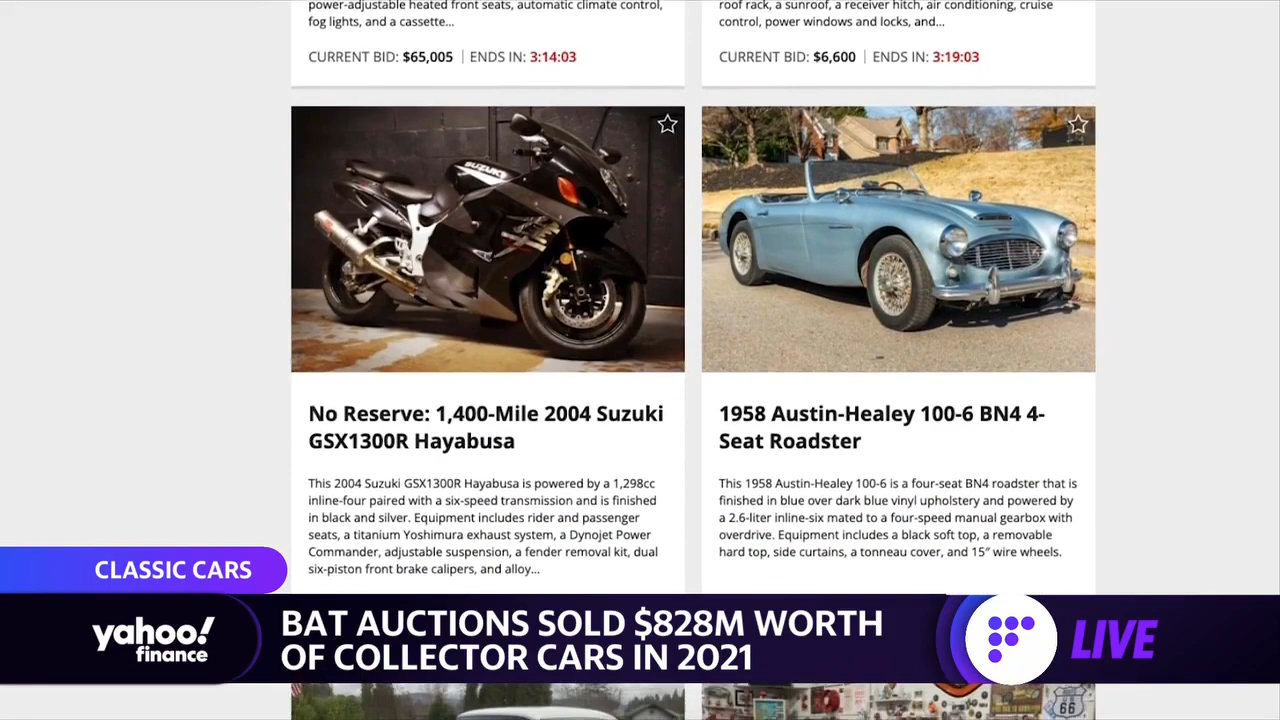 power-adjustable heated front seats, automatic climate control,
fog lights, and a cassette...
CURRENT BID: $65,005 | ENDS IN: 3:14:03
roof rack, a sunroof, a receiver hitch, air conditioning, cruise
control, power windows and locks, and...
CURRENT BID: $6,600 | ENDS IN: 3:19:03
SUZUKI
No Reserve: 1,400-Mile 2004 Suzuki
GSX1300R Hayabusa
This 2004 Suzuki GSX1300R Hayabusa is powered by a 1,298cc
inline-four paired with a six-speed transmission and is finished
in black and silver. Equipment includes rider and passenger
seats, a titanium Yoshimura exhaust system, a Dynojet Power
Commander, adjustable suspension, a fender removal kit, dual
six-piston front brake calipers, and alloy...
1958 Austin-Healey 100-6 BN4 4-
Seat Roadster
This 1958 Austin-Healey 100-6 is a four-seat BN4 roadster that is
finished in blue over dark blue vinyl upholstery and powered by
a 2.6-liter inline-six mated to a four-speed manual gearbox with
overdrive. Equipment includes a black soft top, a removable
hard top, side curtains, a tonneau cover, and 15″ wire wheels.
CLASSIC CARS
yahoo!
finance
BAT AUCTIONS SOLD $828M WORTH
OF COLLECTOR CARS IN 2021
LIVE
66